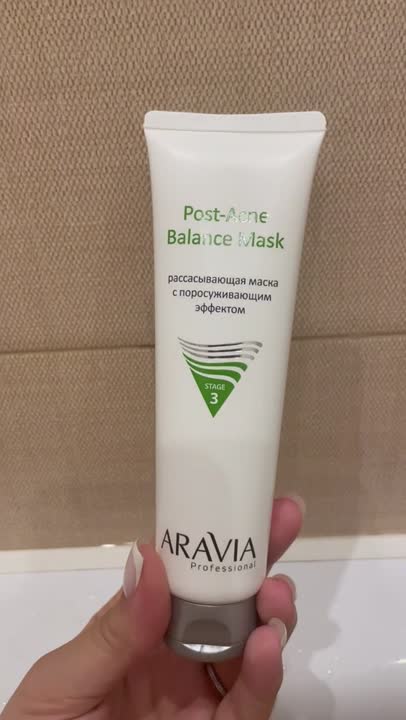 Post-Acne
Balance Mask
рассасывающая маска
с поросуживающим
эффектом
STAGE
3
ARAVIA
Professional